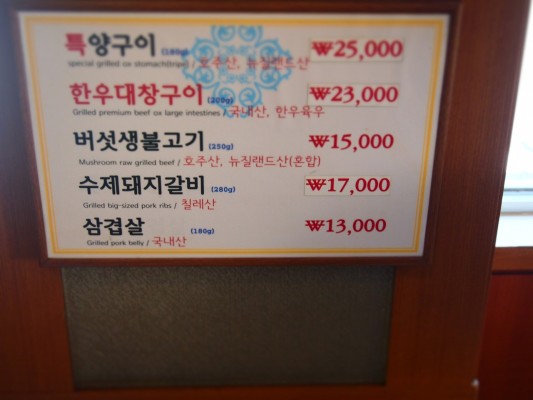 특양구이 (180g) ₩25,000
special grilled ox stomach(tripe) / 호주산, 뉴질랜드산
한우대창구이 (200g) ₩23,000
Grilled premium beef ox large intestines / 국내산, 한우육우
버섯생불고기 (250g) ₩15,000
Mushroom raw grilled beef / 호주산, 뉴질랜드산(혼합)
수제돼지갈비 (280g) ₩17,000
Grilled big-sized pork ribs / 칠레산
삼겹살 (180g) ₩13,000
Grilled pork belly / 국내산